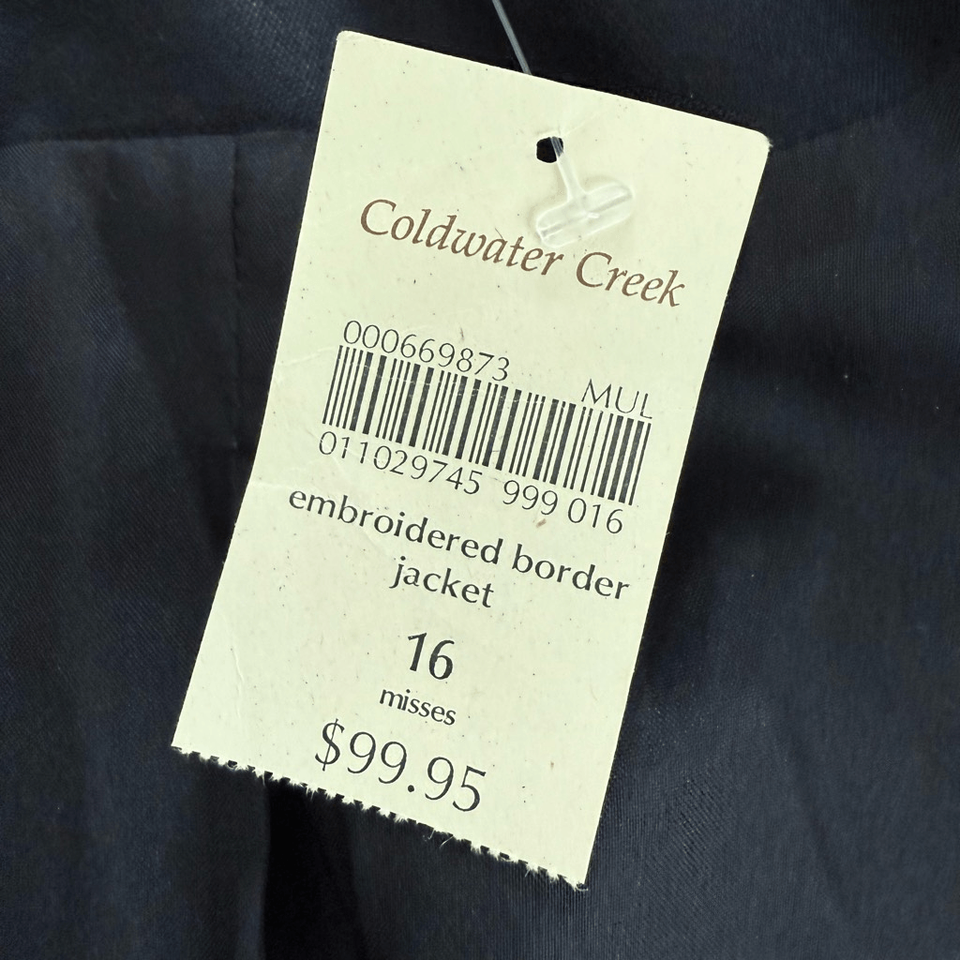 Coldwater Creek
000669873 MUL
011029745 999 016
embroidered border
jacket
16
misses
$99.95